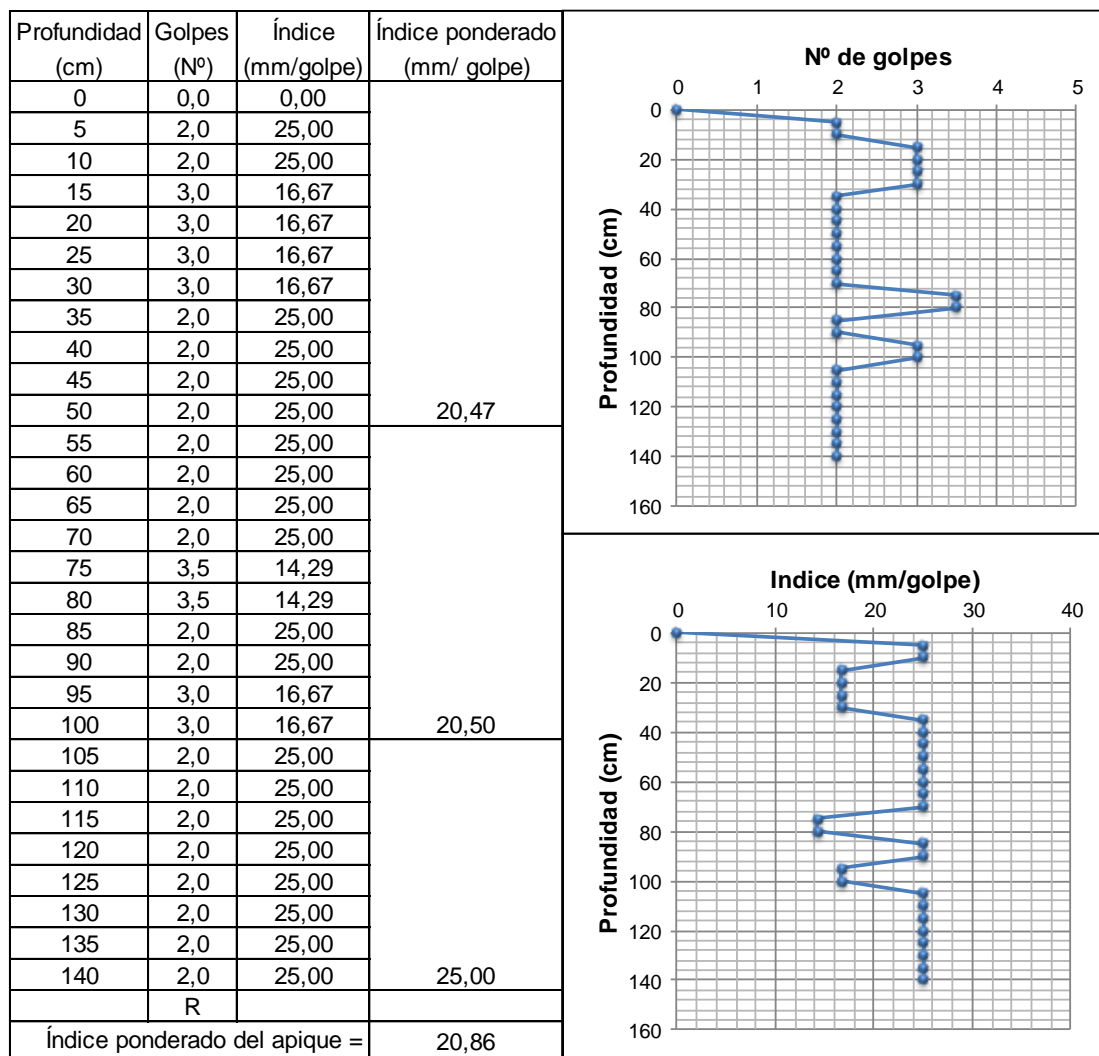 Profundidad Golpes Índice Índice ponderado
(cm) (Nº) (mm/golpe) (mm/ golpe)
0 0,0 0,00
5 2,0 25,00
10 2,0 25,00
15 3,0 16,67
20 3,0 16,67
25 3,0 16,67
30 3,0 16,67
35 2,0 25,00
40 2,0 25,00
45 2,0 25,00
50 2,0 25,00 20,47
55 2,0 25,00
60 2,0 25,00
65 2,0 25,00
70 2,0 25,00
75 3,5 14,29
80 3,5 14,29
85 2,0 25,00
90 2,0 25,00
95 3,0 16,67
100 3,0 16,67 20,50
105 2,0 25,00
110 2,0 25,00
115 2,0 25,00
120 2,0 25,00
125 2,0 25,00
130 2,0 25,00
135 2,0 25,00
140 2,0 25,00 25,00
R
Índice ponderado del apique = 20,86
Nº de golpes
0 1 2 3 4 5
0
20
40
60
80
100
120
140
160
Profundidad (cm)
Indice (mm/golpe)
0 10 20 30 40
0
20
40
60
80
100
120
140
160
Profundidad (cm)